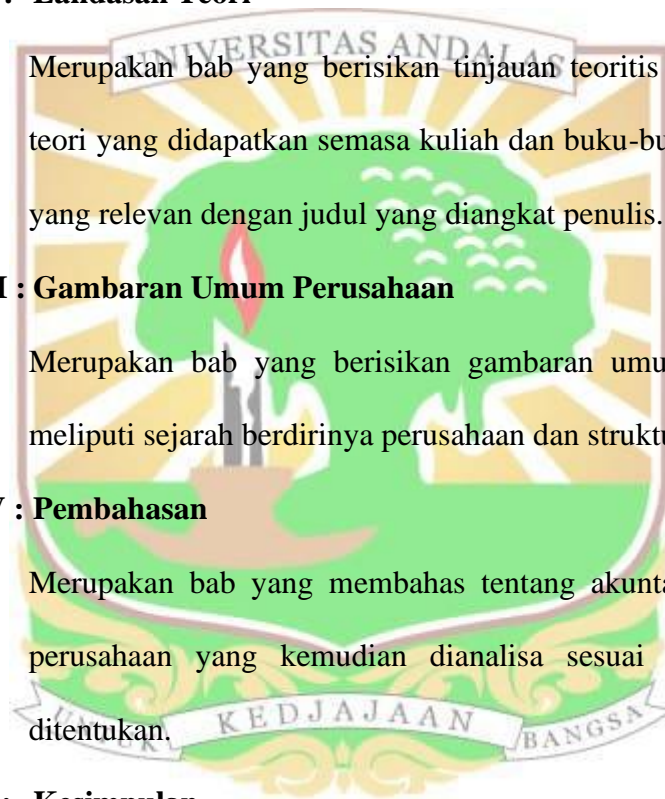 : Landasan Teori
UNIVERSITAS ANDALAS
Merupakan bab yang berisikan tinjauan teoritis
teori yang didapatkan semasa kuliah dan buku-bu
yang relevan dengan judul yang diangkat penulis.
I : Gambaran Umum Perusahaan
Merupakan bab yang berisikan gambaran umu
meliputi sejarah berdirinya perusahaan dan struktu
V : Pembahasan
Merupakan bab yang membahas tentang akunta
perusahaan yang kemudian dianalisa sesuai
ditentukan.
UNTUK KEDJAJAAN BANGSA
: Kesimpulan